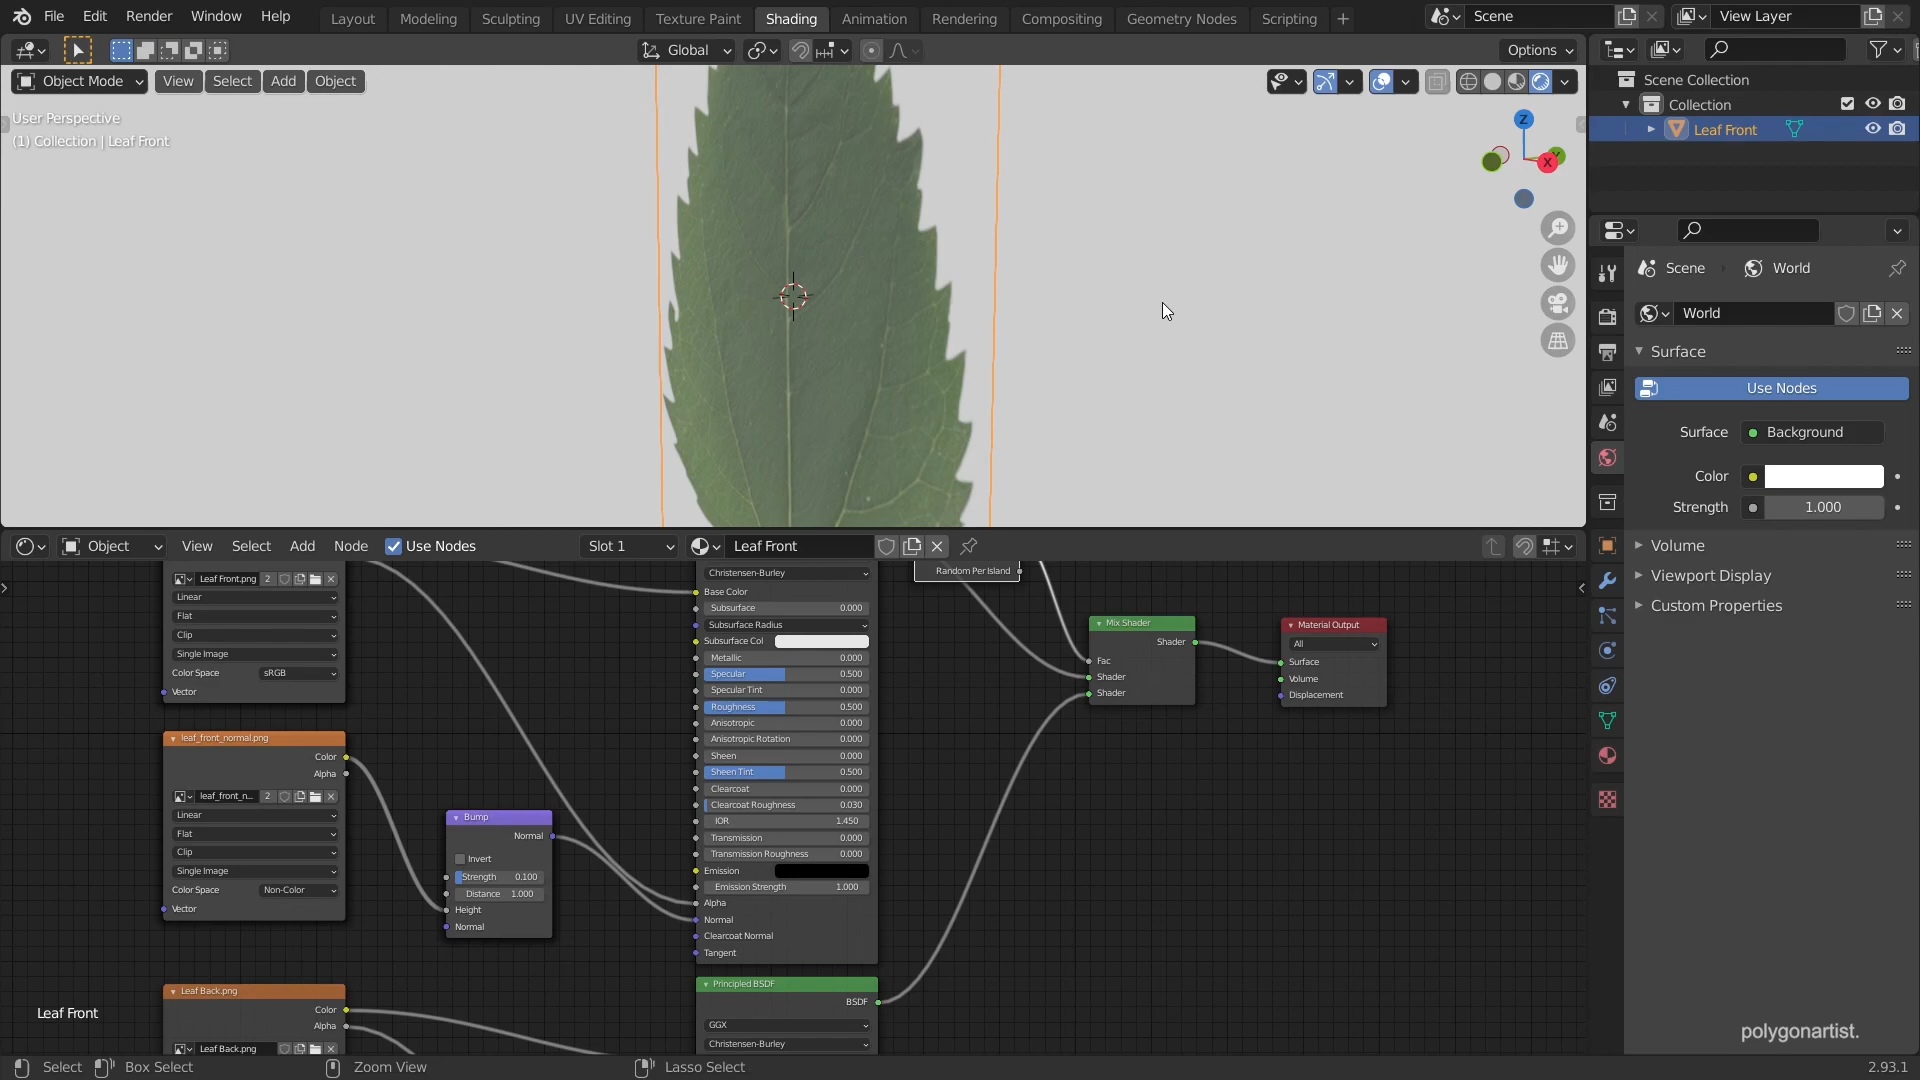 File Edit Render Window Help
Layout Modeling Sculpting UV Editing Texture Paint Shading Animation Rendering Compositing Geometry Nodes Scripting +
Scene
View Layer
Global
Options
Object Mode View Select Add Object
User Perspective
(1) Collection | Leaf Front
Z
Y
X
Scene Collection
Collection
Leaf Front
Scene World
World
Surface
Use Nodes
Surface Background
Color
Strength 1.000
Volume
Viewport Display
Custom Properties
Object View Select Add Node Use Nodes Slot 1 Leaf Front
Leaf Front.png 2
Linear
Flat
Clip
Single Image
Color Space sRGB
Vector
leaf_front_normal.png
Color
Alpha
leaf_front_n... 2
Linear
Flat
Clip
Single Image
Color Space Non-Color
Vector
Leaf Back.png
Color
Alpha
Leaf Back.png
Bump
Normal
Invert
Strength 0.100
Distance 1.000
Height
Normal
Christensen-Burley
Base Color
Subsurface 0.000
Subsurface Radius
Subsurface Col
Metallic 0.000
Specular 0.500
Specular Tint 0.000
Roughness 0.500
Anisotropic 0.000
Anisotropic Rotation 0.000
Sheen 0.000
Sheen Tint 0.500
Clearcoat 0.000
Clearcoat Roughness 0.030
IOR 1.450
Transmission 0.000
Transmission Roughness 0.000
Emission
Emission Strength 1.000
Alpha
Normal
Clearcoat Normal
Tangent
Principled BSDF
BSDF
GGX
Christensen-Burley
Random Per Island
Mix Shader
Shader
Fac
Shader
Shader
Material Output
All
Surface
Volume
Displacement
Leaf Front
polygonartist.
Select Box Select Zoom View Lasso Select 2.93.1